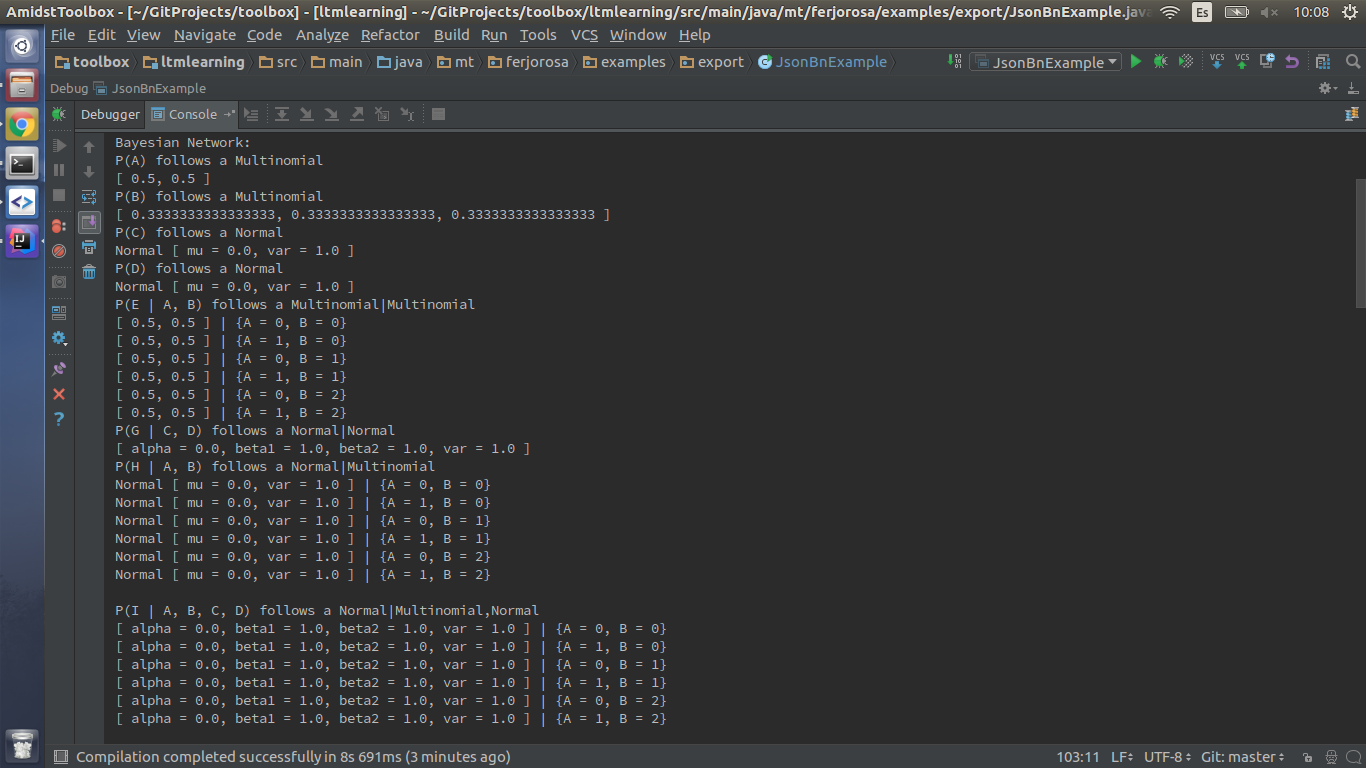 AmidstToolbox - [~/GitProjects/toolbox] - [ltmlearning] - ~/GitProjects/toolbox/ltmlearning/src/main/java/mt/ferjorosa/examples/export/JsonBnExample.java
Es
10:08
File Edit View Navigate Code Analyze Refactor Build Run Tools VCS Window Help
toolbox ltmlearning src main java mt ferjorosa examples export JsonBnExample
JsonBnExample
VCS VCS
Debug JsonBnExample
Debugger Console
Bayesian Network:
P(A) follows a Multinomial
[ 0.5, 0.5 ]
P(B) follows a Multinomial
[ 0.3333333333333333, 0.3333333333333333, 0.3333333333333333 ]
P(C) follows a Normal
Normal [ mu = 0.0, var = 1.0 ]
P(D) follows a Normal
Normal [ mu = 0.0, var = 1.0 ]
P(E | A, B) follows a Multinomial|Multinomial
[ 0.5, 0.5 ] | {A = 0, B = 0}
[ 0.5, 0.5 ] | {A = 1, B = 0}
[ 0.5, 0.5 ] | {A = 0, B = 1}
[ 0.5, 0.5 ] | {A = 1, B = 1}
[ 0.5, 0.5 ] | {A = 0, B = 2}
[ 0.5, 0.5 ] | {A = 1, B = 2}
P(G | C, D) follows a Normal|Normal
[ alpha = 0.0, beta1 = 1.0, beta2 = 1.0, var = 1.0 ]
P(H | A, B) follows a Normal|Multinomial
Normal [ mu = 0.0, var = 1.0 ] | {A = 0, B = 0}
Normal [ mu = 0.0, var = 1.0 ] | {A = 1, B = 0}
Normal [ mu = 0.0, var = 1.0 ] | {A = 0, B = 1}
Normal [ mu = 0.0, var = 1.0 ] | {A = 1, B = 1}
Normal [ mu = 0.0, var = 1.0 ] | {A = 0, B = 2}
Normal [ mu = 0.0, var = 1.0 ] | {A = 1, B = 2}
P(I | A, B, C, D) follows a Normal|Multinomial,Normal
[ alpha = 0.0, beta1 = 1.0, beta2 = 1.0, var = 1.0 ] | {A = 0, B = 0}
[ alpha = 0.0, beta1 = 1.0, beta2 = 1.0, var = 1.0 ] | {A = 1, B = 0}
[ alpha = 0.0, beta1 = 1.0, beta2 = 1.0, var = 1.0 ] | {A = 0, B = 1}
[ alpha = 0.0, beta1 = 1.0, beta2 = 1.0, var = 1.0 ] | {A = 1, B = 1}
[ alpha = 0.0, beta1 = 1.0, beta2 = 1.0, var = 1.0 ] | {A = 0, B = 2}
[ alpha = 0.0, beta1 = 1.0, beta2 = 1.0, var = 1.0 ] | {A = 1, B = 2}
Compilation completed successfully in 8s 691ms (3 minutes ago)
103:11 LF UTF-8 Git: master